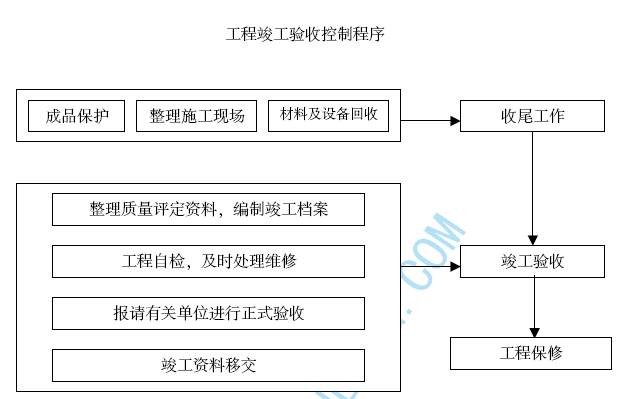 工程竣工验收控制程序
成品保护 整理施工现场 材料及设备回收 收尾工作
整理质量评定资料，编制竣工档案
工程自检，及时处理维修 竣工验收
报请有关单位进行正式验收
工程保修
竣工资料移交
.COM